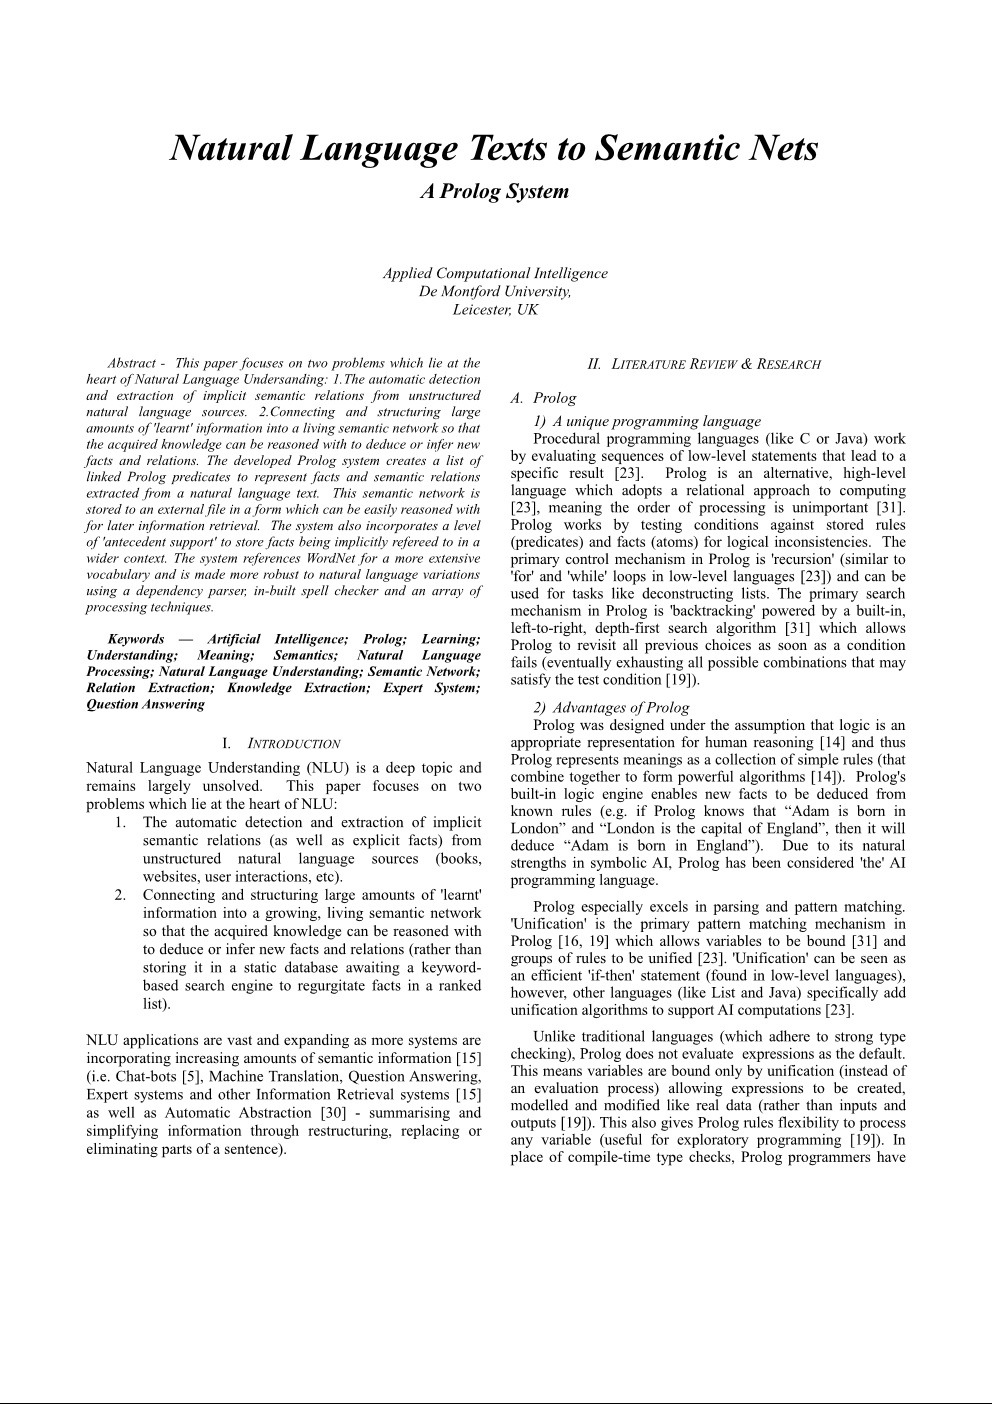 Natural Language Texts to Semantic Nets
A Prolog System
Applied Computational Intelligence
De Montford University,
Leicester, UK
Abstract - This paper focuses on two problems which lie at the
heart of Natural Language Undersanding: 1.The automatic detection
and extraction of implicit semantic relations from unstructured
natural language sources. 2.Connecting and structuring large
amounts of 'learnt' information into a living semantic network so that
the acquired knowledge can be reasoned with to deduce or infer new
facts and relations. The developed Prolog system creates a list of
linked Prolog predicates to represent facts and semantic relations
extracted from a natural language text. This semantic network is
stored to an external file in a form which can be easily reasoned with
for later information retrieval. The system also incorporates a level
of 'antecedent support' to store facts being implicitly refereed to in a
wider context. The system references WordNet for a more extensive
vocabulary and is made more robust to natural language variations
using a dependency parser, in-built spell checker and an array of
processing techniques.
Keywords — Artificial Intelligence; Prolog; Learning;
Understanding; Meaning; Semantics; Natural Language
Processing; Natural Language Understanding; Semantic Network;
Relation Extraction; Knowledge Extraction; Expert System;
Question Answering
I. INTRODUCTION
Natural Language Understanding (NLU) is a deep topic and
remains largely unsolved. This paper focuses on two
problems which lie at the heart of NLU:
1. The automatic detection and extraction of implicit
semantic relations (as well as explicit facts) from
unstructured natural language sources (books,
websites, user interactions, etc).
2. Connecting and structuring large amounts of 'learnt'
information into a growing, living semantic network
so that the acquired knowledge can be reasoned with
to deduce or infer new facts and relations (rather than
storing it in a static database awaiting a keyword-
based search engine to regurgitate facts in a ranked
list).
NLU applications are vast and expanding as more systems are
incorporating increasing amounts of semantic information [15]
(i.e. Chat-bots [5], Machine Translation, Question Answering,
Expert systems and other Information Retrieval systems [15]
as well as Automatic Abstraction [30] - summarising and
simplifying information through restructuring, replacing or
eliminating parts of a sentence).
II. LITERATURE REVIEW & RESEARCH
A. Prolog
1) A unique programming language
Procedural programming languages (like C or Java) work
by evaluating sequences of low-level statements that lead to a
specific result [23]. Prolog is an alternative, high-level
language which adopts a relational approach to computing
[23], meaning the order of processing is unimportant [31].
Prolog works by testing conditions against stored rules
(predicates) and facts (atoms) for logical inconsistencies. The
primary control mechanism in Prolog is 'recursion' (similar to
'for' and 'while' loops in low-level languages [23]) and can be
used for tasks like deconstructing lists. The primary search
mechanism in Prolog is 'backtracking' powered by a built-in,
left-to-right, depth-first search algorithm [31] which allows
Prolog to revisit all previous choices as soon as a condition
fails (eventually exhausting all possible combinations that may
satisfy the test condition [19]).
2) Advantages of Prolog
Prolog was designed under the assumption that logic is an
appropriate representation for human reasoning [14] and thus
Prolog represents meanings as a collection of simple rules (that
combine together to form powerful algorithms [14]). Prolog's
built-in logic engine enables new facts to be deduced from
known rules (e.g. if Prolog knows that “Adam is born in
London” and “London is the capital of England”, then it will
deduce “Adam is born in England”). Due to its natural
strengths in symbolic AI, Prolog has been considered 'the' AI
programming language.
Prolog especially excels in parsing and pattern matching.
'Unification' is the primary pattern matching mechanism in
Prolog [16, 19] which allows variables to be bound [31] and
groups of rules to be unified [23]. 'Unification' can be seen as
an efficient 'if-then' statement (found in low-level languages),
however, other languages (like List and Java) specifically add
unification algorithms to support AI computations [23].
Unlike traditional languages (which adhere to strong type
checking), Prolog does not evaluate expressions as the default.
This means variables are bound only by unification (instead of
an evaluation process) allowing expressions to be created,
modelled and modified like real data (rather than inputs and
outputs [19]). This also gives Prolog rules flexibility to process
any variable (useful for exploratory programming [19]). In
place of compile-time type checks, Prolog programmers have